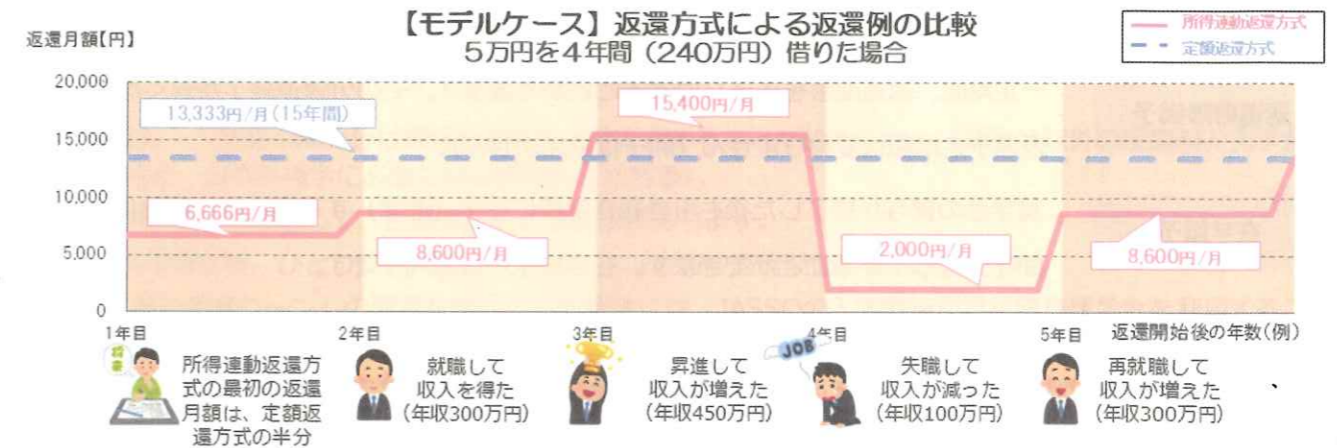 【モデルケース】返還方式による返還例の比較
5万円を4年間（240万円）借りた場合
返還月額【円】
所得連動返還方式
定額返還方式
20,000
15,000
10,000
5,000
0
13,333円/月(15年間)
6,666円/月
8,600円/月
15,400円/月
2,000円/月
8,600円/月
1年目
2年目
3年目
4年目
5年目
返還開始後の年数(例)
将来
所得連動返還方
式の最初の返還
月額は、定額返
還方式の半分
就職して
収入を得た
（年収300万円）
昇進して
収入が増えた
（年収450万円）
JOB
失職して
収入が減った
（年収100万円）
再就職して
収入が増えた
（年収300万円）